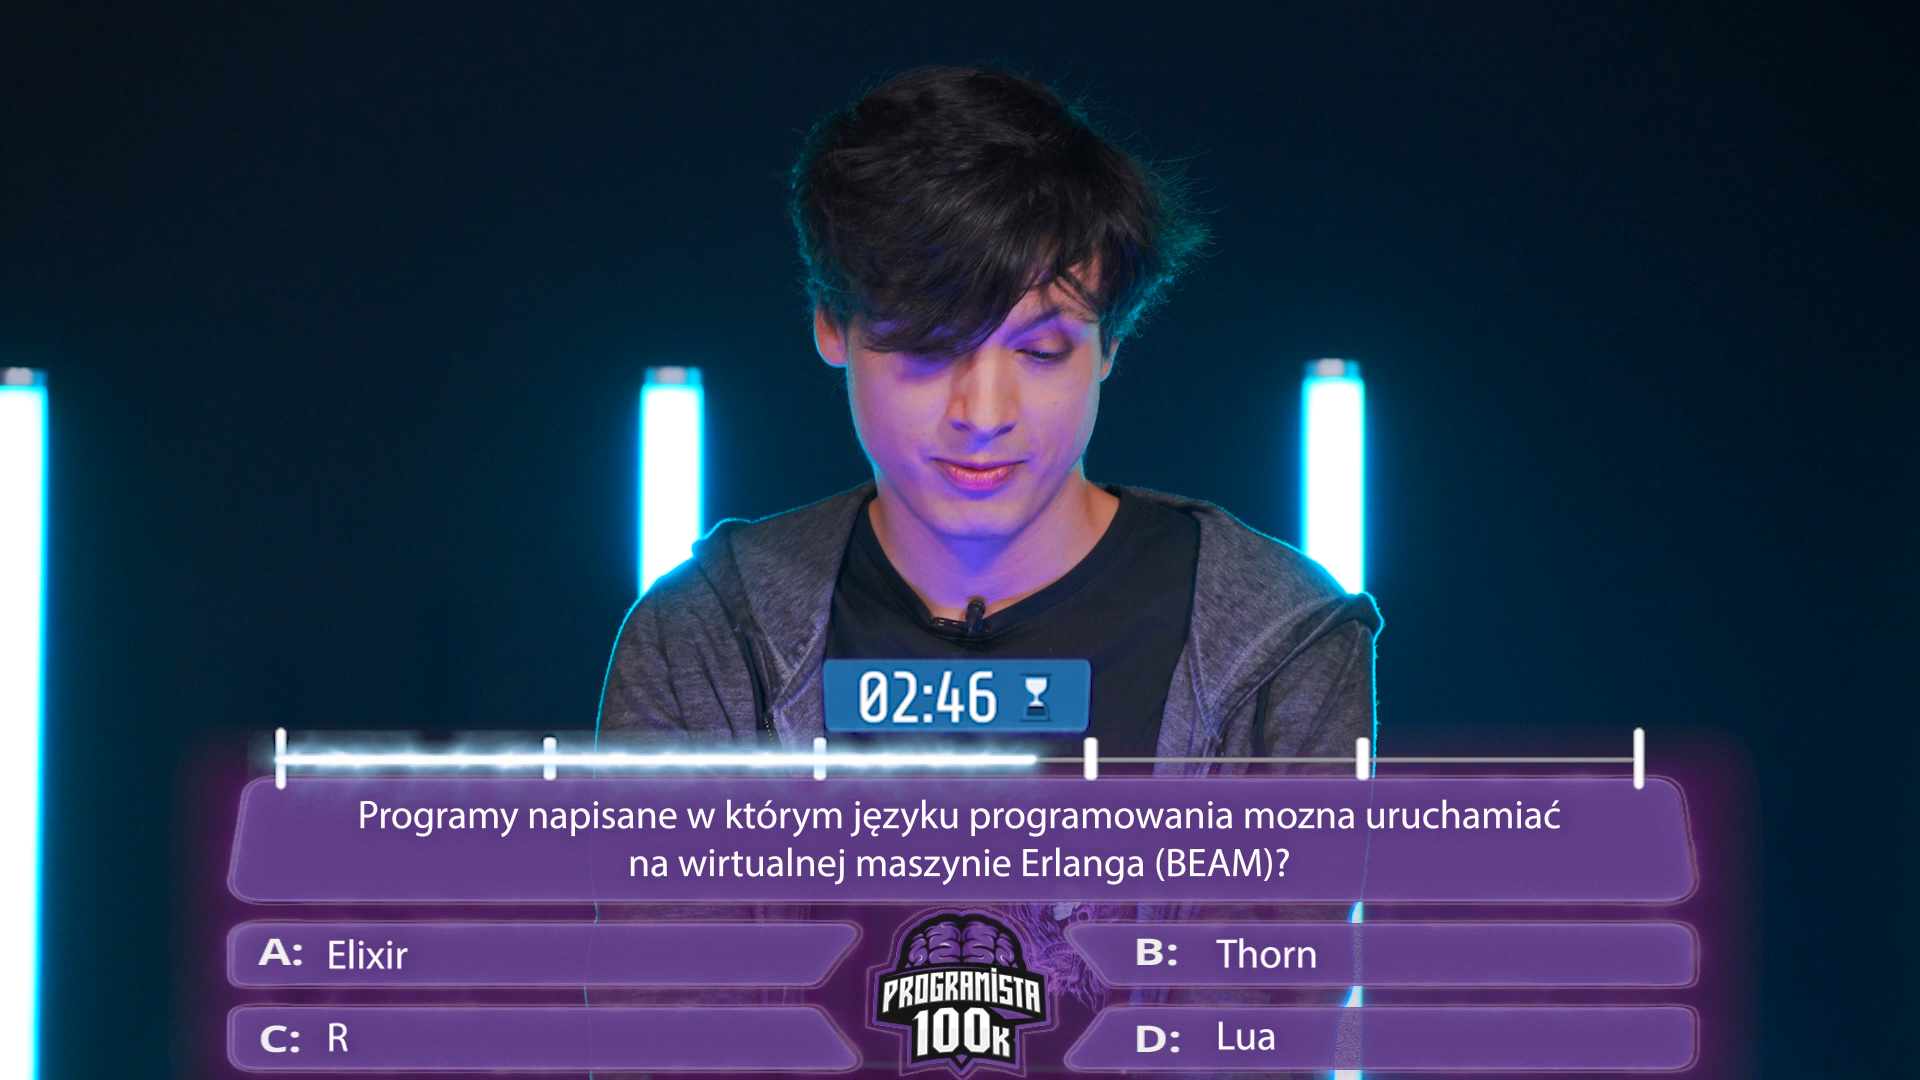 02:46
Programy napisane w którym języku programowania mozna uruchamiać
na wirtualnej maszynie Erlanga (BEAM)?
A: Elixir
B: Thorn
C: R
D: Lua
PROGRAMiSTA
100K